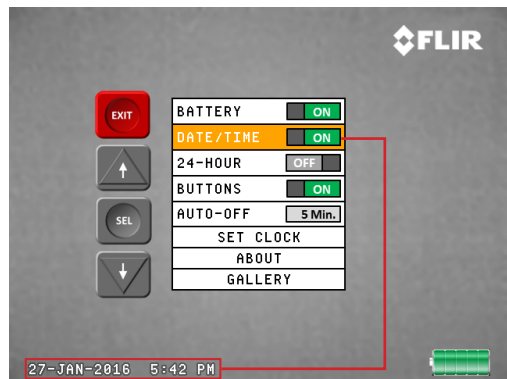 FLIR
EXIT
SEL
BATTERY ON
DATE/TIME ON
24-HOUR OFF
BUTTONS ON
AUTO-OFF 5 Min.
SET CLOCK
ABOUT
GALLERY
27-JAN-2016 5:42 PM